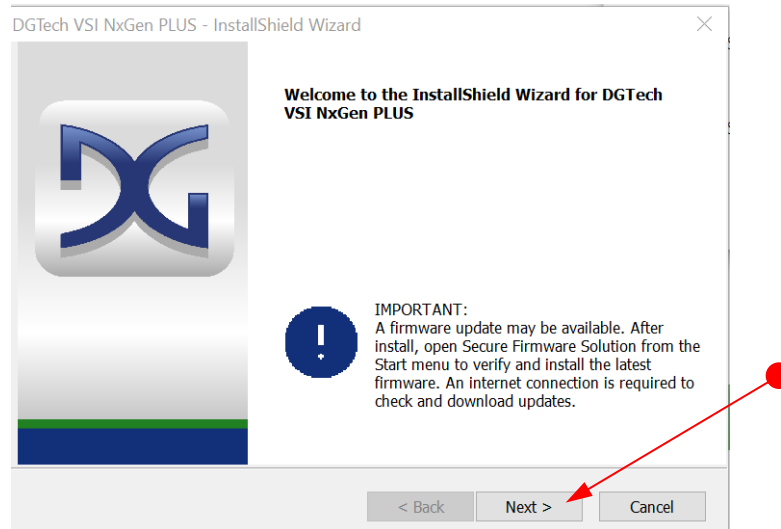 DGTech VSI NxGen PLUS - InstallShield Wizard
Welcome to the InstallShield Wizard for DGTech
VSI NxGen PLUS
DG
IMPORTANT:
A firmware update may be available. After
install, open Secure Firmware Solution from the
Start menu to verify and install the latest
firmware. An internet connection is required to
check and download updates.
< Back Next > Cancel